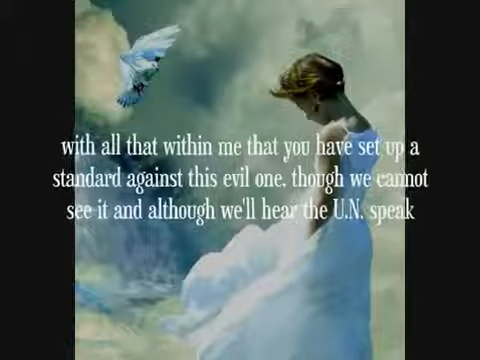 with all that within me that you have set up a
standard against this evil one, though we cannot
see it and although we'll hear the U.N. speak